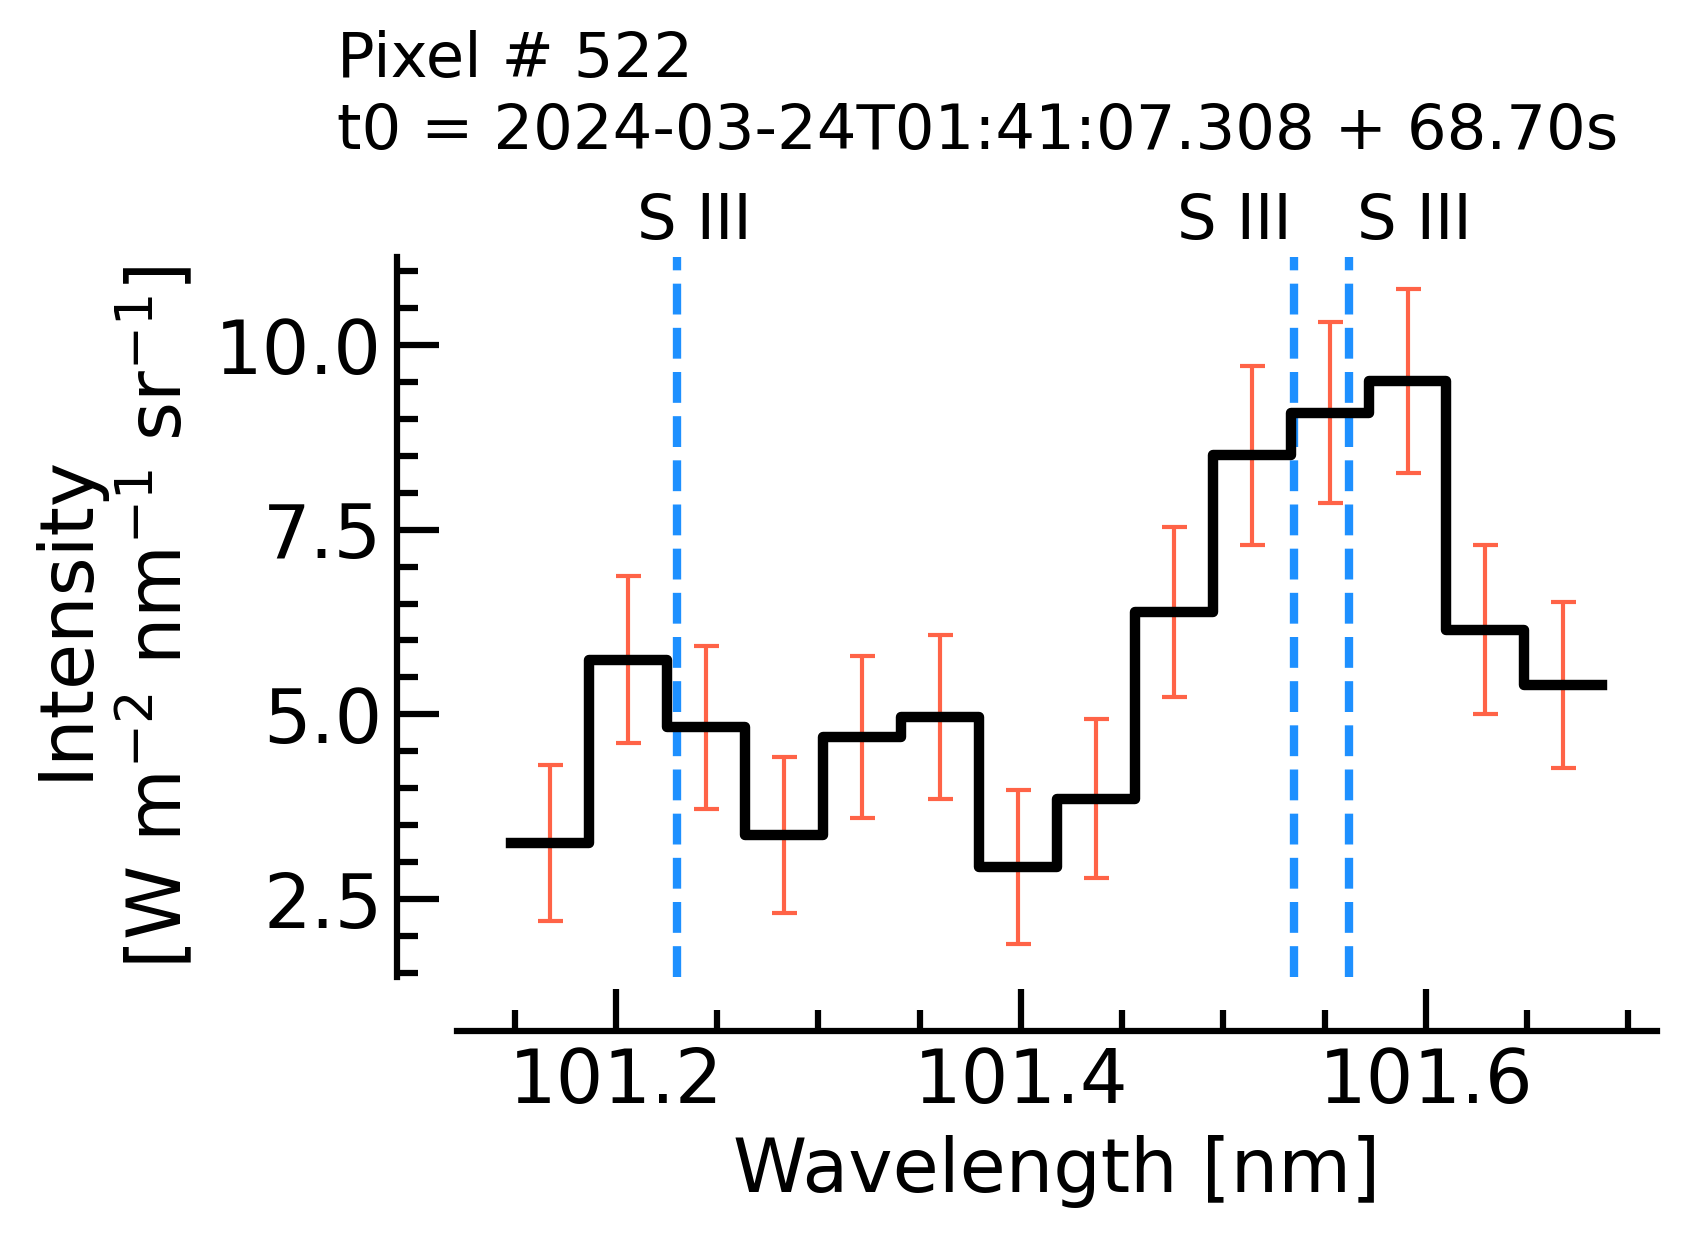 Pixel # 522
t0 = 2024-03-24T01:41:07.308 + 68.70s
S III S III S III
Intensity
[W m⁻² nm⁻¹ sr⁻¹]
10.0
7.5
5.0
2.5
101.2 101.4 101.6
Wavelength [nm]